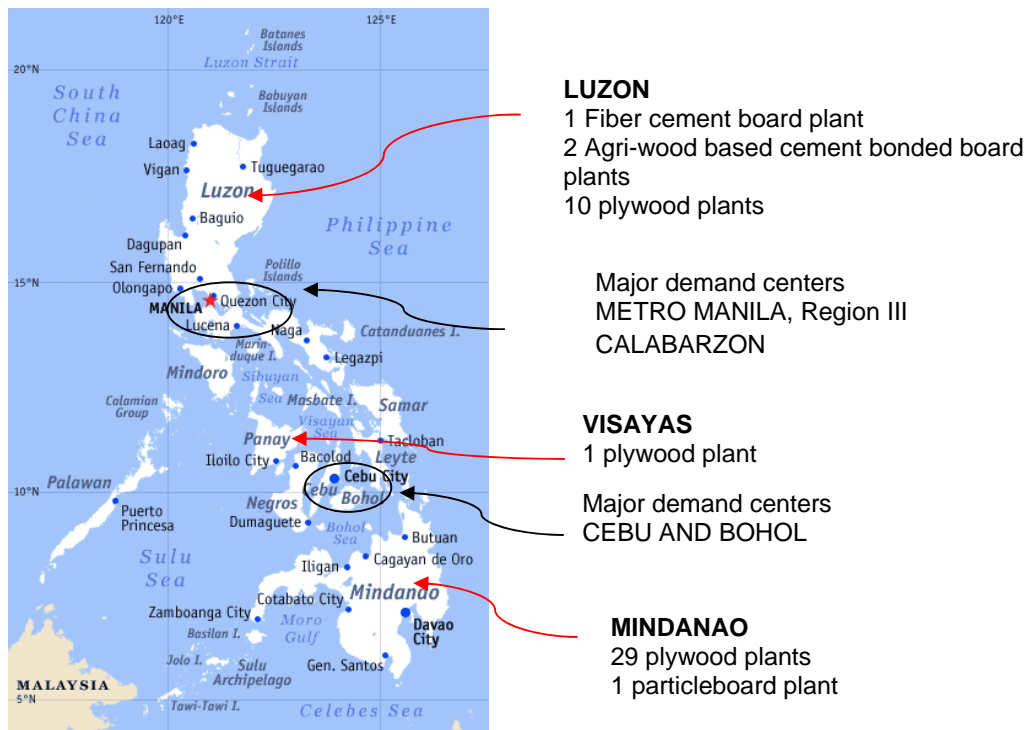 120°E
125°E
Batanes
Islands
Luzon Strait
20°N
South
China
Sea
Babuyan
Islands
LUZON
1 Fiber cement board plant
2 Agri-wood based cement bonded board
plants
10 plywood plants
Laoag
Vigan
Tuguegarao
Luzon
Baguio
Philippine
Sea
Dagupan
San Fernando
Polillo
Islands
Olongapo
15°N
MANILA
Quezon City
Major demand centers
METRO MANILA, Region III
CALABARZON
Lucena
Naga
Catanduanes I.
Marin-
duque I.
Legazpi
Mindoro
Sibuyan
Sea
Masbate I.
Calamian
Group
Samar
Visayan
Sea
VISAYAS
1 plywood plant
Panay
Tacloban
Leyte
Iloilo City
Bacolod
Cebu City
Palawan
10°N
Cebu
Bohol
Negros
Major demand centers
CEBU AND BOHOL
Puerto
Princesa
Dumaguete
Bohol
Sea
Butuan
Sulu
Sea
Iligan
Cagayan de Oro
Mindanao
Cotabato City
Zamboanga City
Moro
Gulf
Davao
City
MINDANAO
29 plywood plants
1 particleboard plant
Basilan I.
Jolo I.
Sulu
Archipelago
Gen. Santos
MALAYSIA
5°N
Tawi-Tawi I.
Celebes Sea